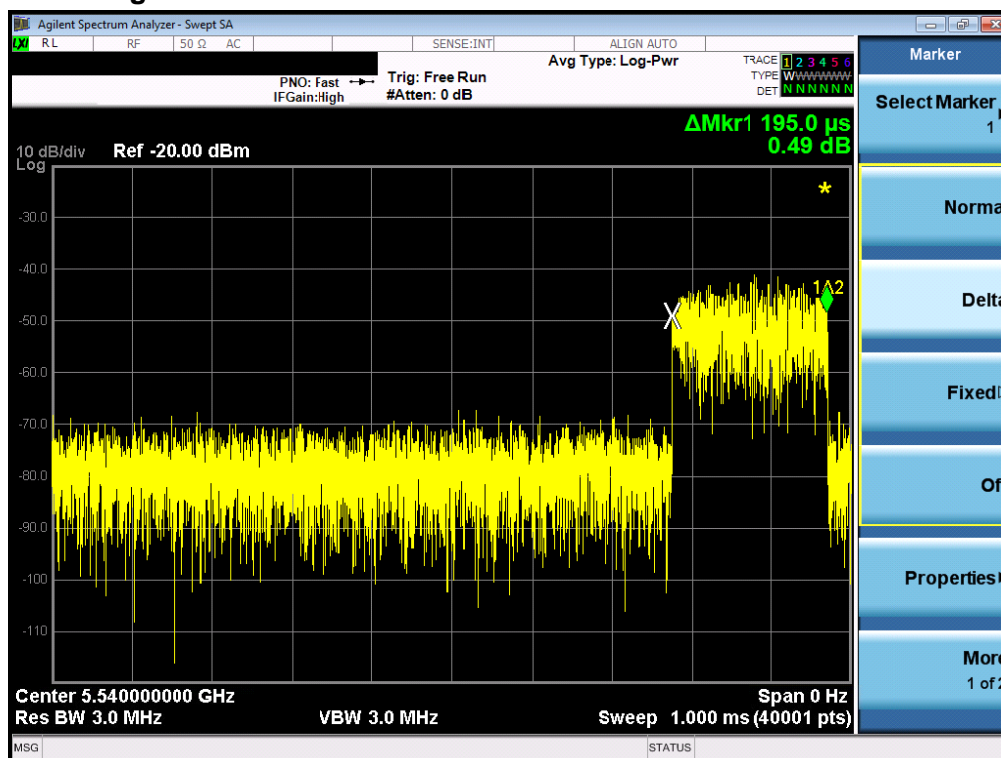 Agilent Spectrum Analyzer - Swept SA
LXI RL RF 50 Ω AC SENSE:INT ALIGN AUTO
Avg Type: Log-Pwr
TRACE 1 2 3 4 5 6
PNO: Fast Trig: Free Run
TYPE WWWWWW
IFGain:High #Atten: 0 dB
DET N N N N N N
ΔMkr1 195.0 µs
0.49 dB
10 dB/div Ref -20.00 dBm
Log
-30.0
-40.0
1Δ2
-50.0
X
-60.0
-70.0
-80.0
-90.0
-100
-110
Center 5.540000000 GHz Span 0 Hz
Res BW 3.0 MHz VBW 3.0 MHz Sweep 1.000 ms (40001 pts)
MSG STATUS
Marker
Select Marker
1
Norma
Delta
Fixed
Of
Properties
More
1 of 2